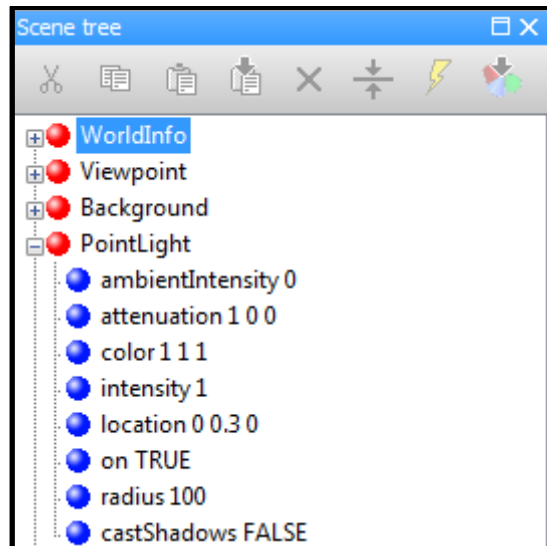 Scene tree
WorldInfo
Viewpoint
Background
PointLight
ambientIntensity 0
attenuation 1 0 0
color 1 1 1
intensity 1
location 0 0.3 0
on TRUE
radius 100
castShadows FALSE